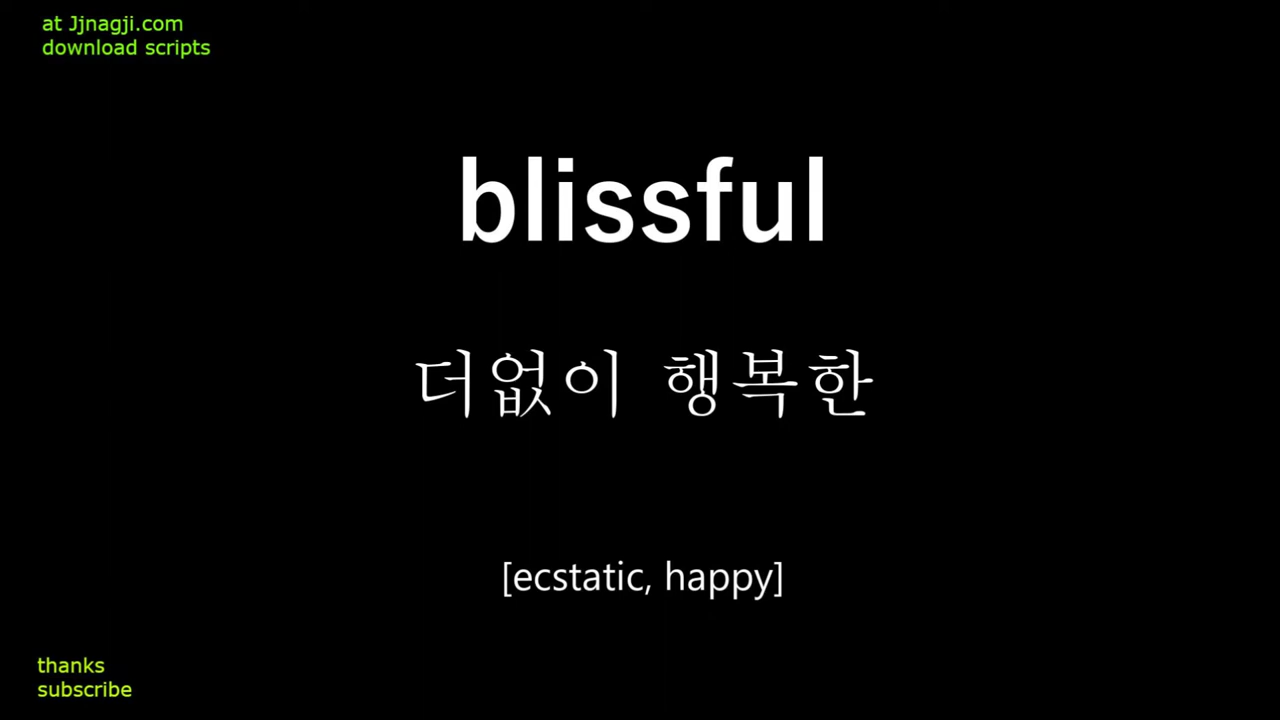 at Jjnagji.com
download scripts
blissful
더없이 행복한
[ecstatic, happy]
thanks
subscribe